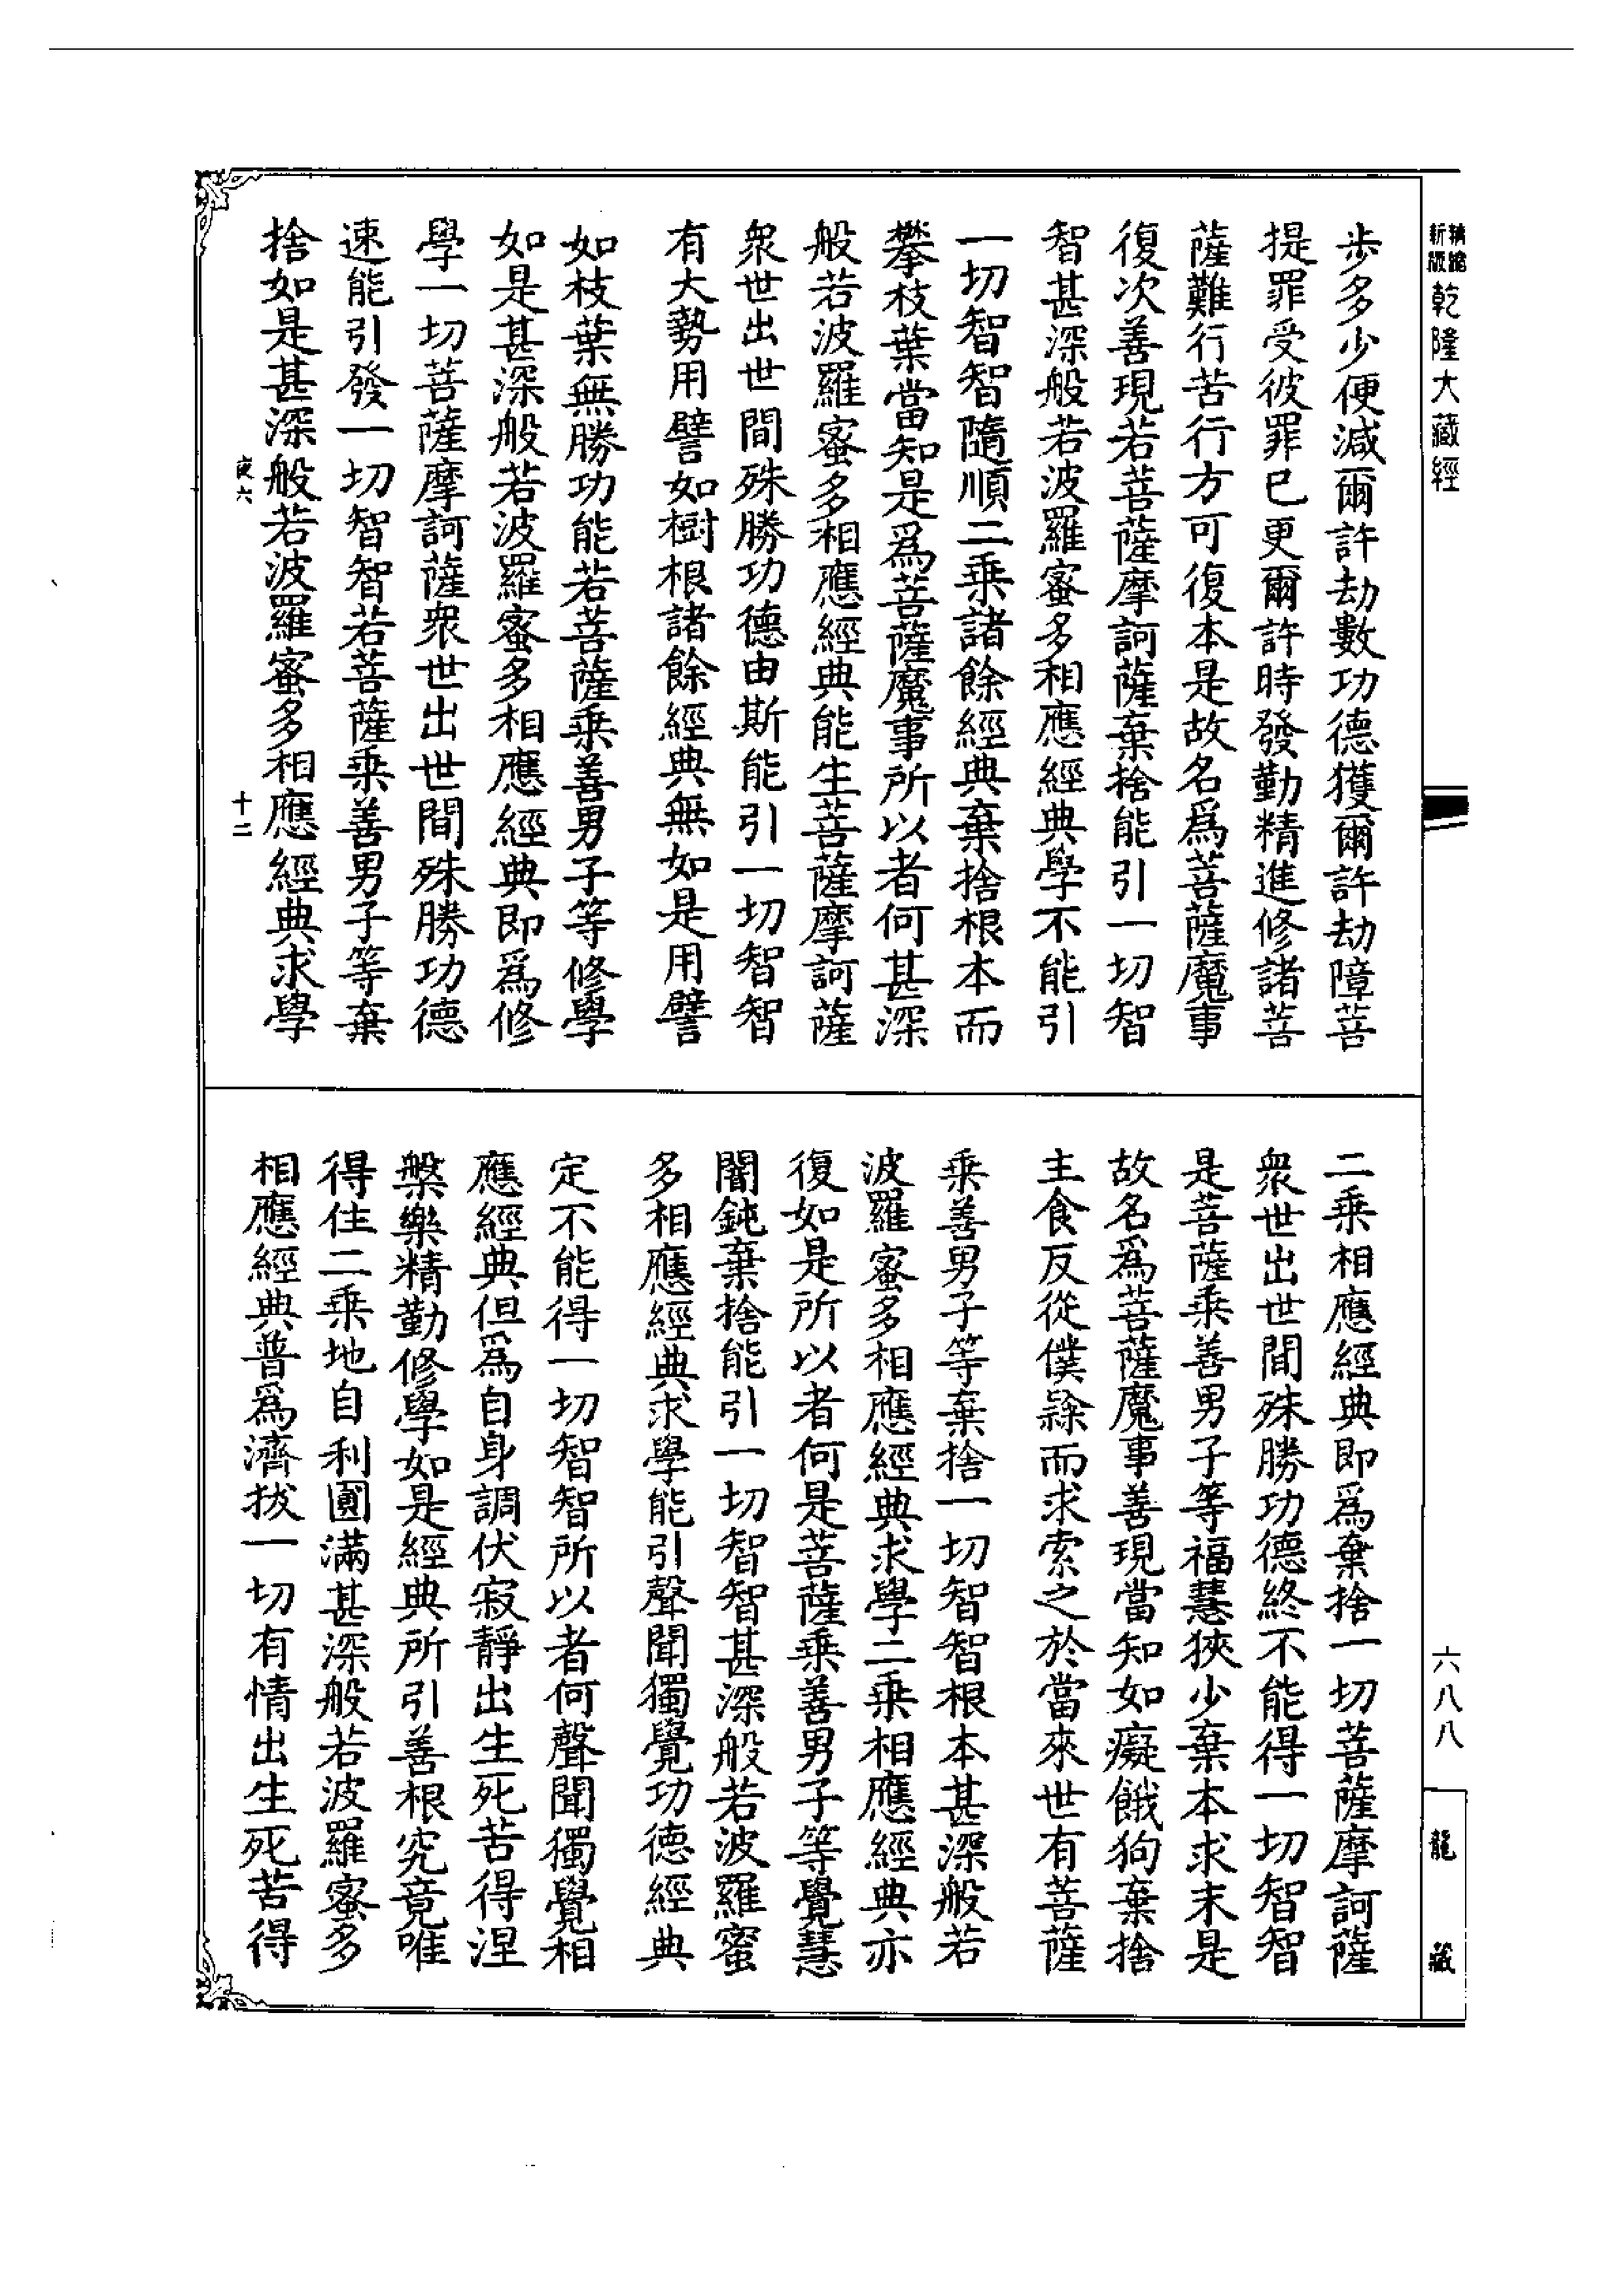 乾隆大藏經
步多少便減爾許劫數功德獲爾許劫障菩
提罪受彼罪已更爾許時發勤精進修諸菩
薩難行苦行方可復本是故名爲菩薩魔事
復次善現若菩薩摩訶薩棄捨能引一切智
智甚深般若波羅蜜多相應經典學不能引
一切智智隨順二乘諸餘經典棄捨根本而
攀枝葉當知是爲菩薩魔事所以者何甚深
般若波羅蜜多相應經典能生菩薩摩訶薩
衆世出世間殊勝功德由斯能引一切智智
有大勢用譬如樹根諸餘經典無如是用譬
如枝葉無勝功能若菩薩乘善男子等修學
如是甚深般若波羅蜜多相應經典即爲修
學一切菩薩摩訶薩衆世出世間殊勝功德
速能引發一切智智若菩薩乘善男子等棄
捨如是甚深般若波羅蜜多相應經典求學
十二
二乘相應經典即爲棄捨一切菩薩摩訶薩
衆世出世間殊勝功德終不能得一切智智
是菩薩乘善男子等福慧狹少棄本求末是
故名爲菩薩魔事善現當知如癡餓狗棄捨
主食反從僕隸而求索之於當來世有菩薩
乘善男子等棄捨一切智智根本甚深般若
波羅蜜多相應經典求學二乘相應經典亦
復如是所以者何是菩薩乘善男子等覺慧
闇鈍棄捨能引一切智智甚深般若波羅蜜
多相應經典求學能引聲聞獨覺功德經典
定不能得一切智智所以者何聲聞獨覺相
應經典但爲自身調伏寂靜出生死苦得涅
槃樂精勤修學如是經典所引善根究竟唯
得住二乘地自利圓滿甚深般若波羅蜜多
相應經典普爲濟拔一切有情出生死苦得
六八八
龍藏